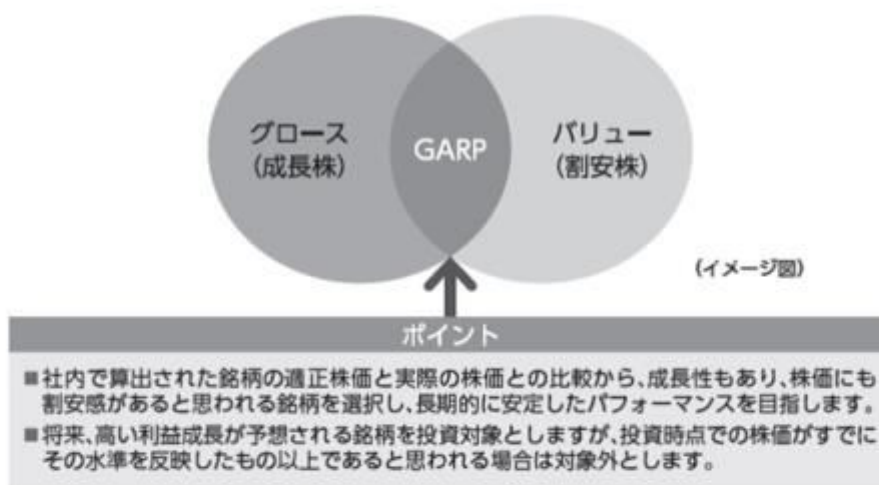 グロース
(成長株)
GARP
バリュー
(割安株)
(イメージ図)
ポイント
■社内で算出された銘柄の適正株価と実際の株価との比較から、成長性もあり、株価にも
割安感があると思われる銘柄を選択し、長期的に安定したパフォーマンスを目指します。
■将来、高い利益成長が予想される銘柄を投資対象としますが、投資時点での株価がすでに
その水準を反映したもの以上であると思われる場合は対象外とします。